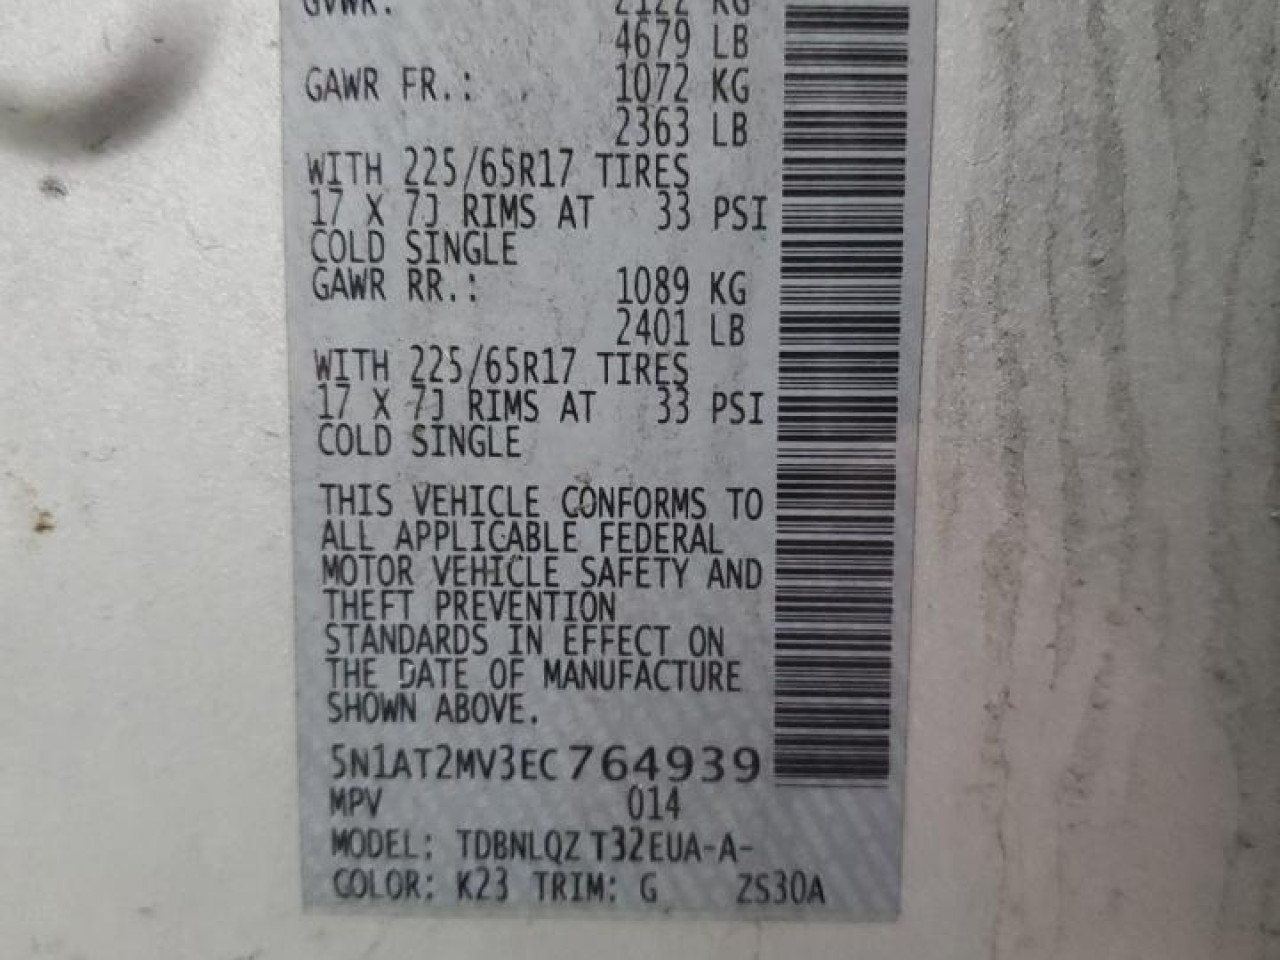 GVWR: 2122 KG
4679 LB
GAWR FR.: 1072 KG
2363 LB
WITH 225/65R17 TIRES
17 X 7J RIMS AT 33 PSI
COLD SINGLE
GAWR RR.: 1089 KG
2401 LB
WITH 225/65R17 TIRES
17 X 7J RIMS AT 33 PSI
COLD SINGLE
THIS VEHICLE CONFORMS TO
ALL APPLICABLE FEDERAL
MOTOR VEHICLE SAFETY AND
THEFT PREVENTION
STANDARDS IN EFFECT ON
THE DATE OF MANUFACTURE
SHOWN ABOVE.
5N1AT2MV3EC764939
MPV 014
MODEL: TDBNLQZ T32EUA-A-
COLOR: K23 TRIM: G ZS30A